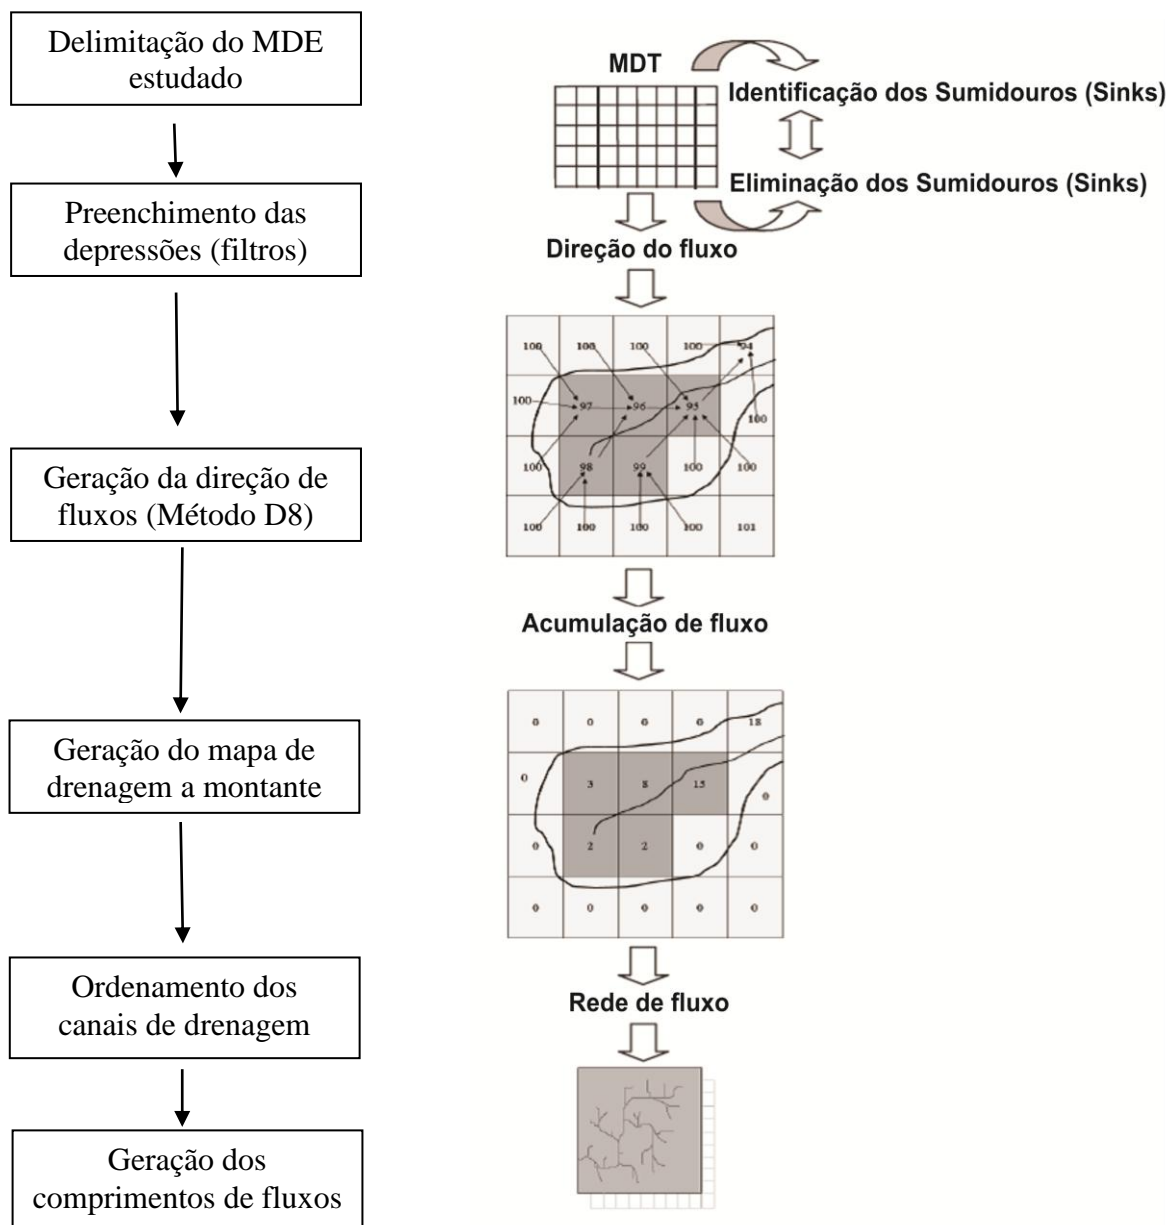 Delimitação do MDE
estudado
Preenchimento das
depressões (filtros)
Geração da direção de
fluxos (Método D8)
Geração do mapa de
drenagem a montante
Ordenamento dos
canais de drenagem
Geração dos
comprimentos de fluxos
MDT
Identificação dos Sumidouros (Sinks)
Eliminação dos Sumidouros (Sinks)
Direção do fluxo
100 100 100 100 94
100 97 96 95 100
100 98 99 100 100
100 100 100 100 101
Acumulação de fluxo
0 0 0 0 18
0 3 8 15 0
0 2 2 0 0
0 0 0 0 0
Rede de fluxo